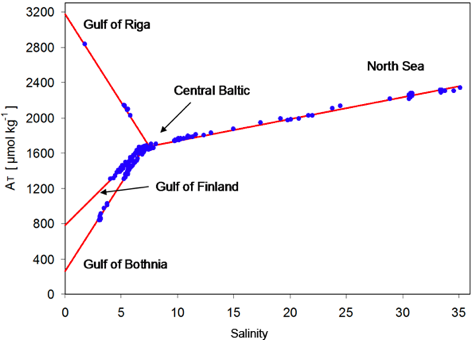 3200
2800
2400
2000
1600
1200
800
400
0
AT [ µmol kg-1]
Gulf of Riga
North Sea
Central Baltic
Gulf of Finland
Gulf of Bothnia
0 5 10 15 20 25 30 35
Salinity